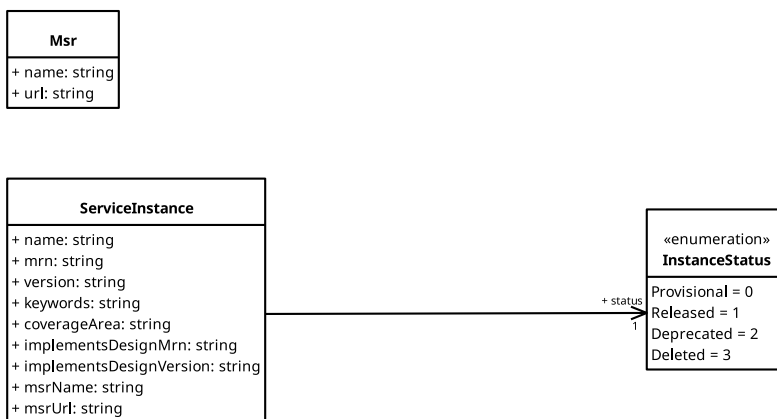 Msr
+ name: string
+ url: string
ServiceInstance
+ name: string
+ mrn: string
+ version: string
+ keywords: string
+ coverageArea: string
+ implementsDesignMrn: string
+ implementsDesignVersion: string
+ msrName: string
+ msrUrl: string
+ status
1
«enumeration»
InstanceStatus
Provisional = 0
Released = 1
Deprecated = 2
Deleted = 3